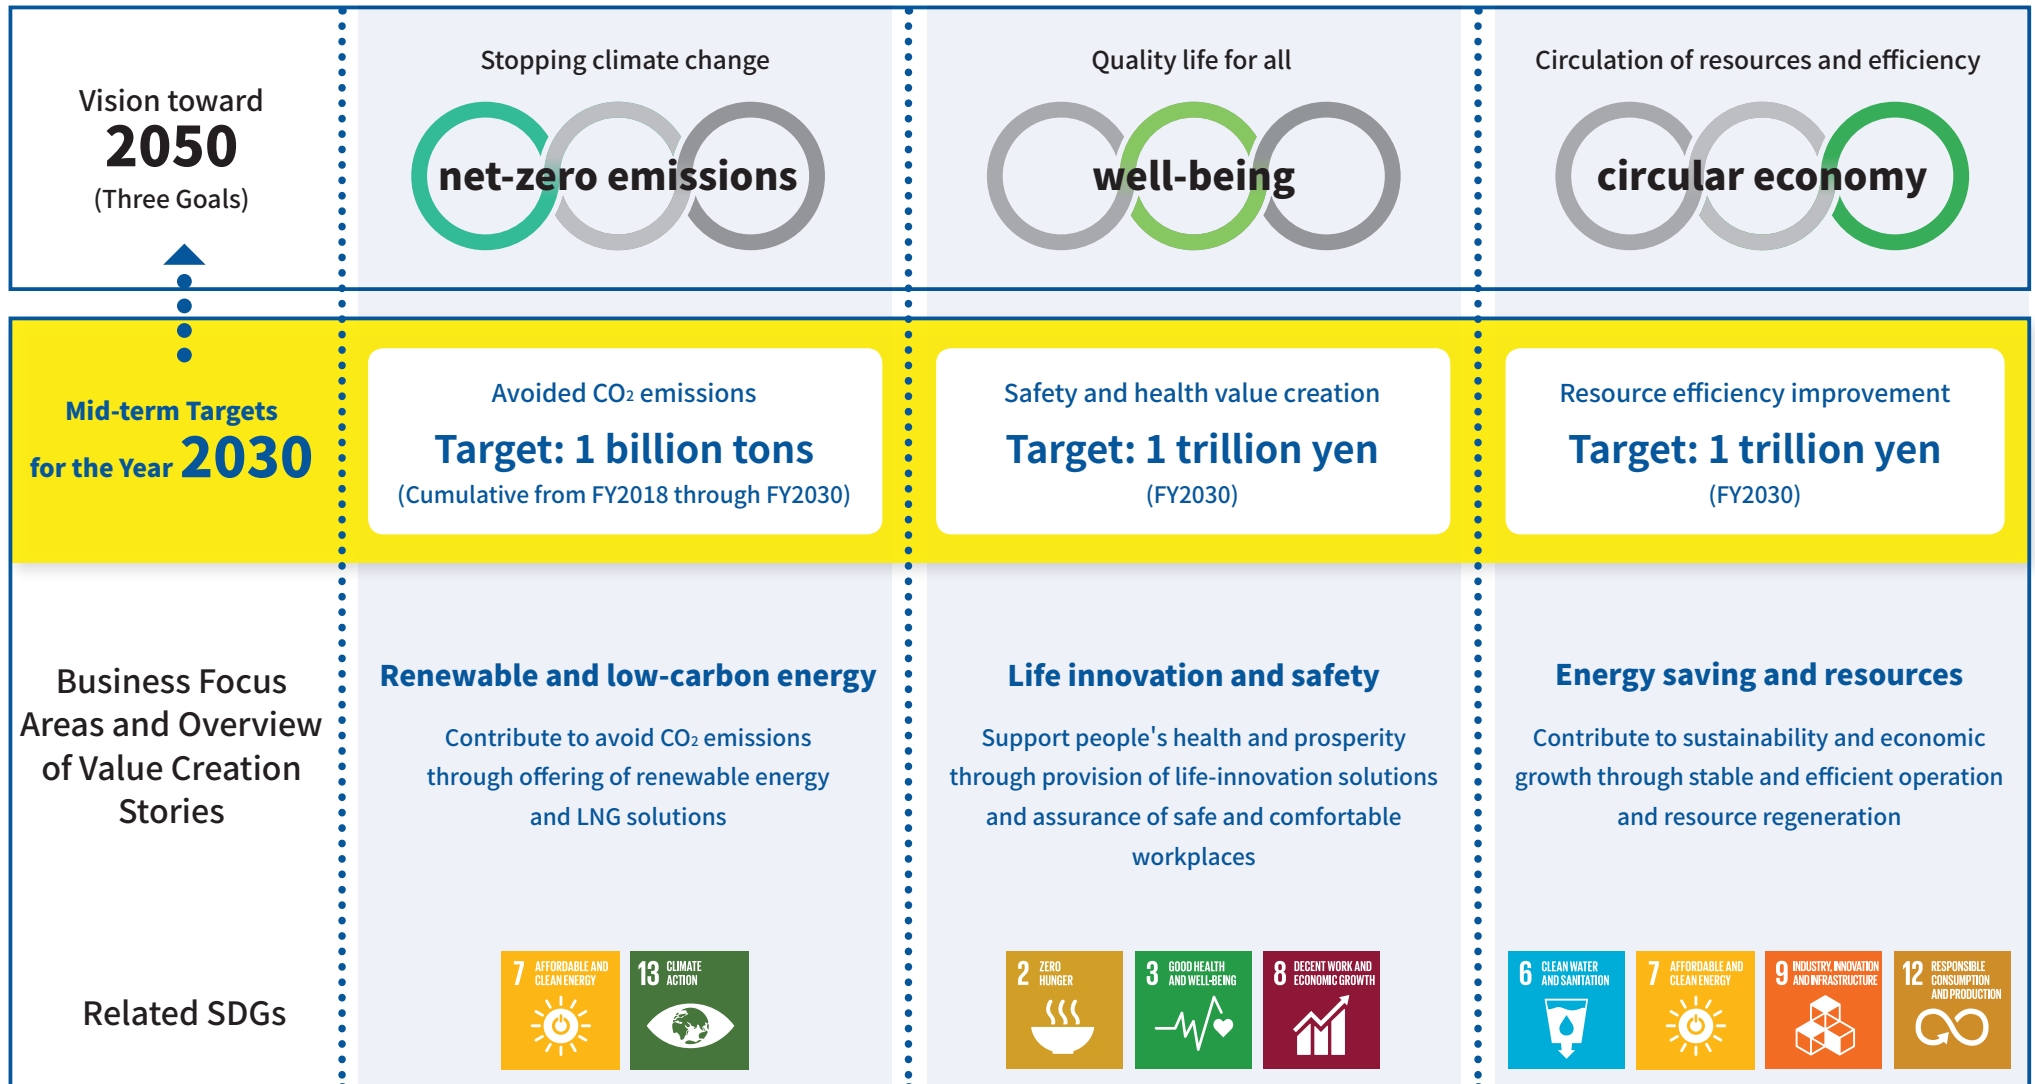 Vision toward
2050
(Three Goals)
Stopping climate change
net-zero emissions
Quality life for all
well-being
Circulation of resources and efficiency
circular economy
Mid-term Targets
for the Year 2030
Avoided CO₂ emissions
Target: 1 billion tons
(Cumulative from FY2018 through FY2030)
Safety and health value creation
Target: 1 trillion yen
(FY2030)
Resource efficiency improvement
Target: 1 trillion yen
(FY2030)
Business Focus
Areas and Overview
of Value Creation
Stories
Renewable and low-carbon energy
Contribute to avoid CO₂ emissions
through offering of renewable energy
and LNG solutions
Life innovation and safety
Support people's health and prosperity
through provision of life-innovation solutions
and assurance of safe and comfortable
workplaces
Energy saving and resources
Contribute to sustainability and economic
growth through stable and efficient operation
and resource regeneration
Related SDGs
7 AFFORDABLE AND
CLEAN ENERGY
13 CLIMATE
ACTION
2 ZERO
HUNGER
3 GOOD HEALTH
AND WELL-BEING
8 DECENT WORK AND
ECONOMIC GROWTH
6 CLEAN WATER
AND SANITATION
7 AFFORDABLE AND
CLEAN ENERGY
9 INDUSTRY, INNOVATION
AND INFRASTRUCTURE
12 RESPONSIBLE
CONSUMPTION
AND PRODUCTION